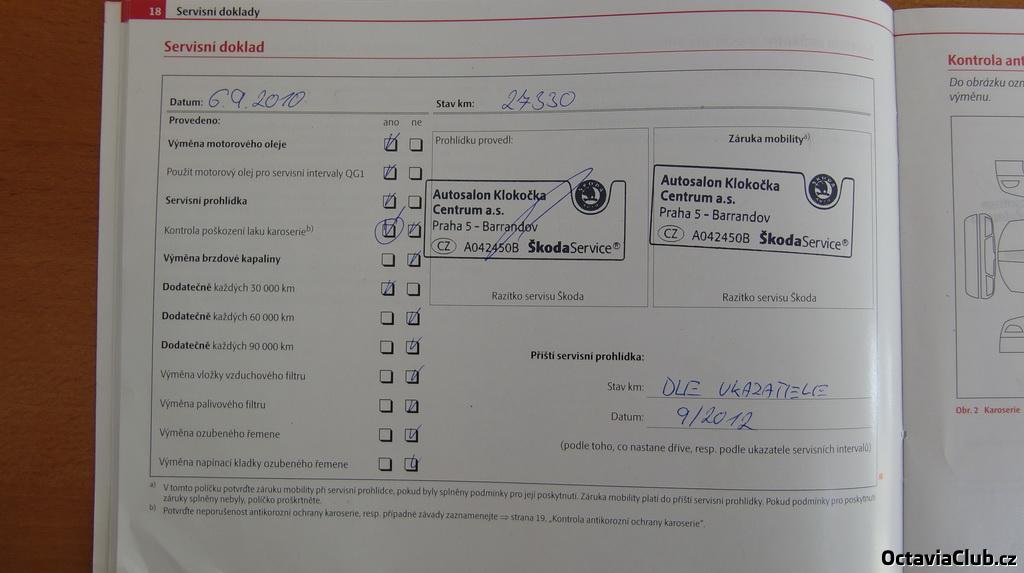 18 Servisní doklady
Servisní doklad
Datum: 6.9.2010 Stav km: 27330
Provedeno: ano ne
Výměna motorového oleje
Použit motorový olej pro servisní intervaly QG1
Servisní prohlídka
Kontrola poškození laku karoserie b)
Výměna brzdové kapaliny
Dodatečně každých 30 000 km
Dodatečně každých 60 000 km
Dodatečně každých 90 000 km
Výměna vložky vzduchového filtru
Výměna palivového filtru
Výměna ozubeného řemene
Výměna napínací kladky ozubeného řemene
Prohlídku provedl:
Autosalon Klokočka
Centrum a.s.
Praha 5 - Barrandov
CZ A042450B ŠkodaService®
Razítko servisu Škoda
Záruka mobility a)
Autosalon Klokočka
Centrum a.s.
Praha 5 - Barrandov
CZ A042450B ŠkodaService®
Razítko servisu Škoda
Příští servisní prohlídka:
Stav km: DLE UKAZATELE
Datum: 9/2012
(podle toho, co nastane dříve, resp. podle ukazatele servisních intervalů)
a) V tomto políčku potvrďte záruku mobility při servisní prohlídce, pokud byly splněny podmínky pro její poskytnutí. Záruka mobility platí do příští servisní prohlídky. Pokud podmínky pro poskytnutí
záruky splněny nebyly, políčko proškrtněte.
b) Potvrďte neporušenost antikorozní ochrany karoserie, resp. případné závady zaznamenejte ⇒ strana 19, „Kontrola antikorozní ochrany karoserie".
Kontrola ant
Do obrázku ozn
výměnu.
Obr. 2 Karoserie
OctaviaClub.cz